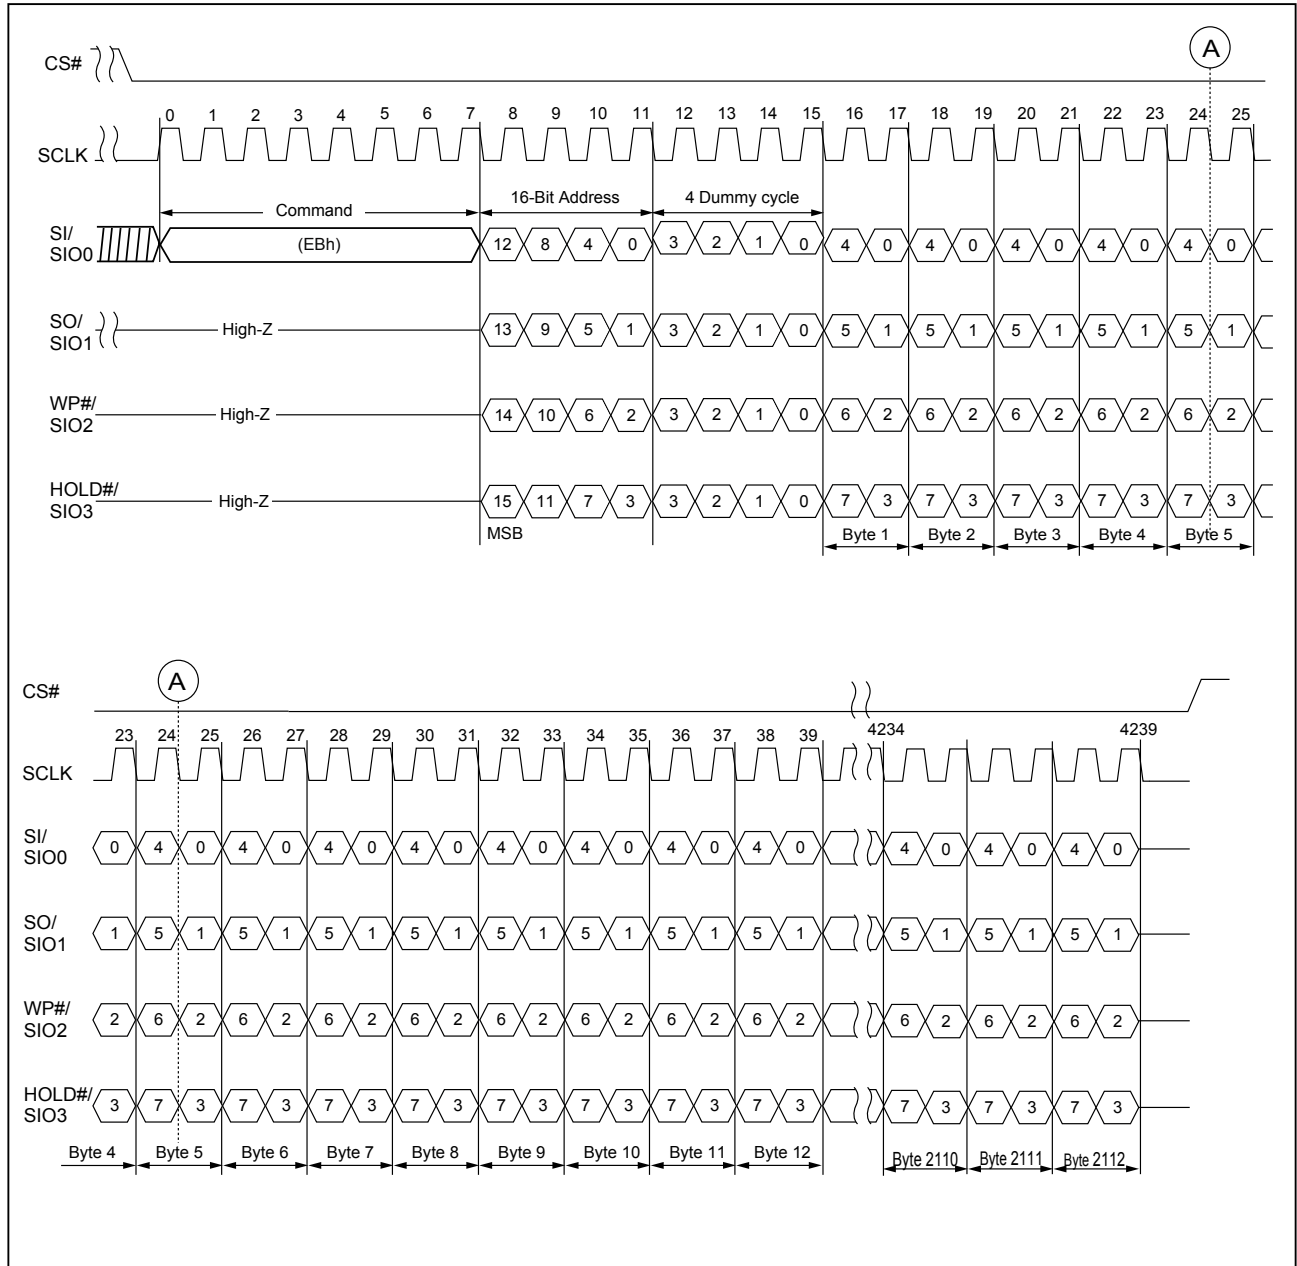 CS#
A
0 1 2 3 4 5 6 7 8 9 10 11 12 13 14 15 16 17 18 19 20 21 22 23 24 25
SCLK
Command 16-Bit Address 4 Dummy cycle
SI/
SIO0
(EBh) 12 8 4 0 3 2 1 0 4 0 4 0 4 0 4 0 4 0
SO/
SIO1
High-Z 13 9 5 1 3 2 1 0 5 1 5 1 5 1 5 1 5 1
WP#/
SIO2
High-Z 14 10 6 2 3 2 1 0 6 2 6 2 6 2 6 2 6 2
HOLD#/
SIO3
High-Z 15 11 7 3 3 2 1 0 7 3 7 3 7 3 7 3 7 3
MSB Byte 1 Byte 2 Byte 3 Byte 4 Byte 5
A
CS#
23 24 25 26 27 28 29 30 31 32 33 34 35 36 37 38 39 4234 4239
SCLK
SI/
SIO0
0 4 0 4 0 4 0 4 0 4 0 4 0 4 0 4 0 4 0 4 0 4 0
SO/
SIO1
1 5 1 5 1 5 1 5 1 5 1 5 1 5 1 5 1 5 1 5 1 5 1
WP#/
SIO2
2 6 2 6 2 6 2 6 2 6 2 6 2 6 2 6 2 6 2 6 2 6 2
HOLD#/
SIO3
3 7 3 7 3 7 3 7 3 7 3 7 3 7 3 7 3 7 3 7 3 7 3
Byte 4 Byte 5 Byte 6 Byte 7 Byte 8 Byte 9 Byte 10 Byte 11 Byte 12 Byte 2110 Byte 2111 Byte 2112